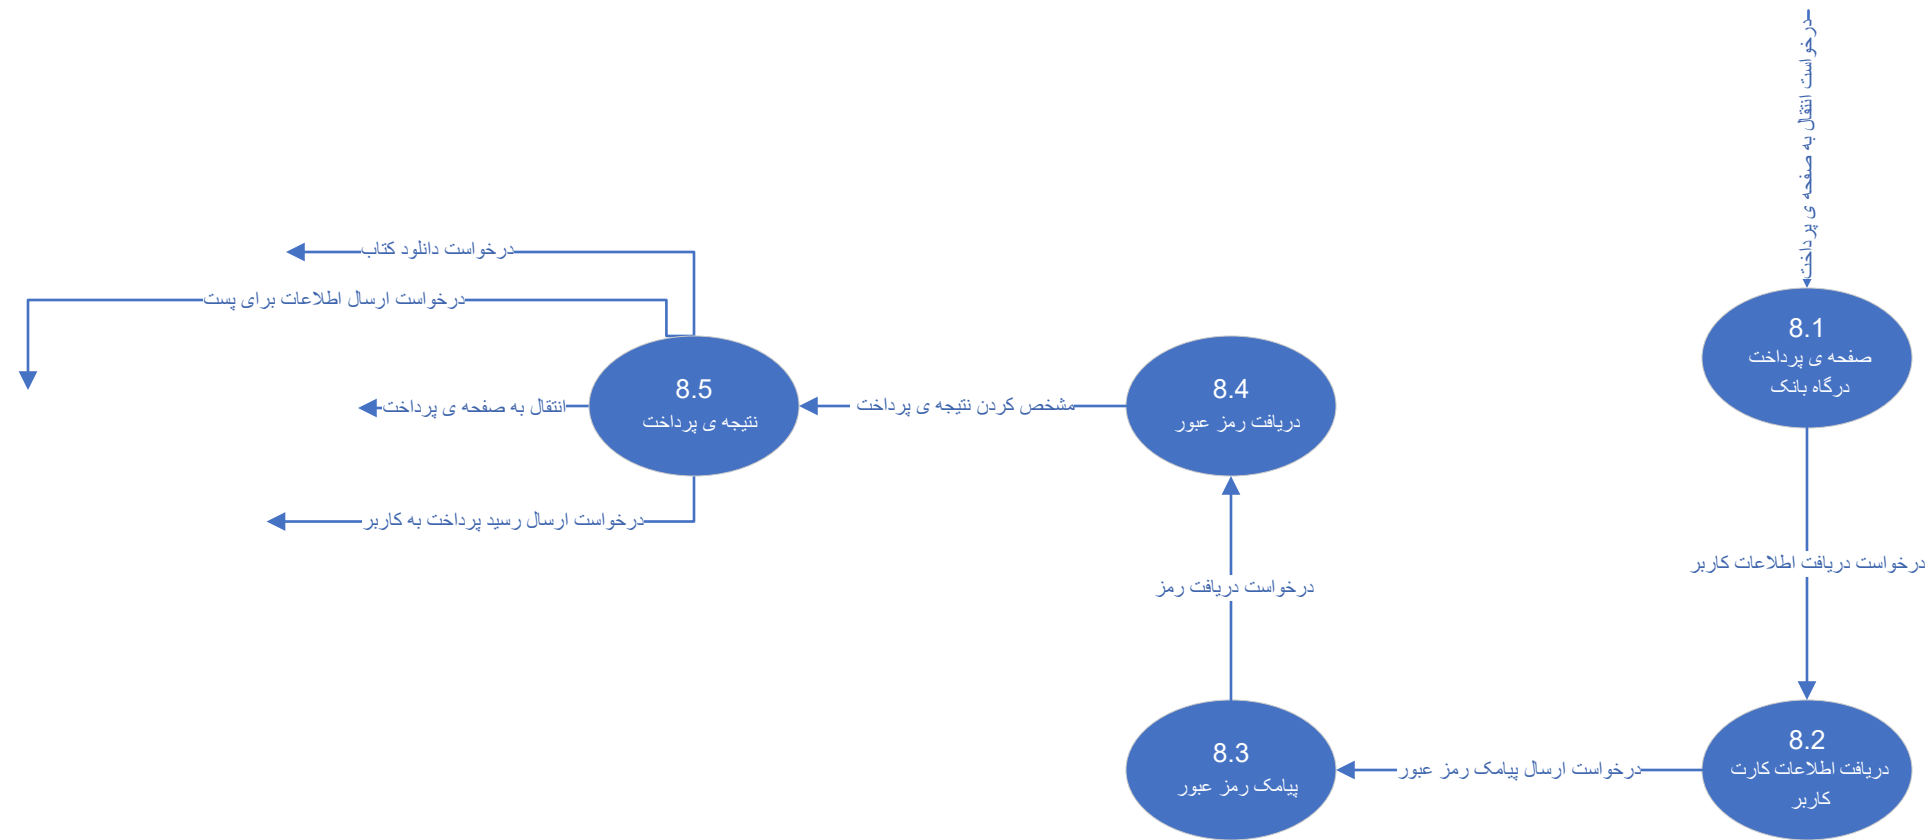 درخواست انتقال به صفحه ی پرداخت
8.1
صفحه ی پرداخت
درگاه بانک
درخواست دریافت اطلاعات کاربر
8.2
دریافت اطلاعات کارت
کاربر
درخواست ارسال پیامک رمز عبور
8.3
پیامک رمز عبور
درخواست دریافت رمز
8.4
دریافت رمز عبور
مشخص کردن نتیجه ی پرداخت
8.5
نتیجه ی پرداخت
درخواست دانلود کتاب
درخواست ارسال اطلاعات برای پست
انتقال به صفحه ی پرداخت
درخواست ارسال رسید پرداخت به کاربر